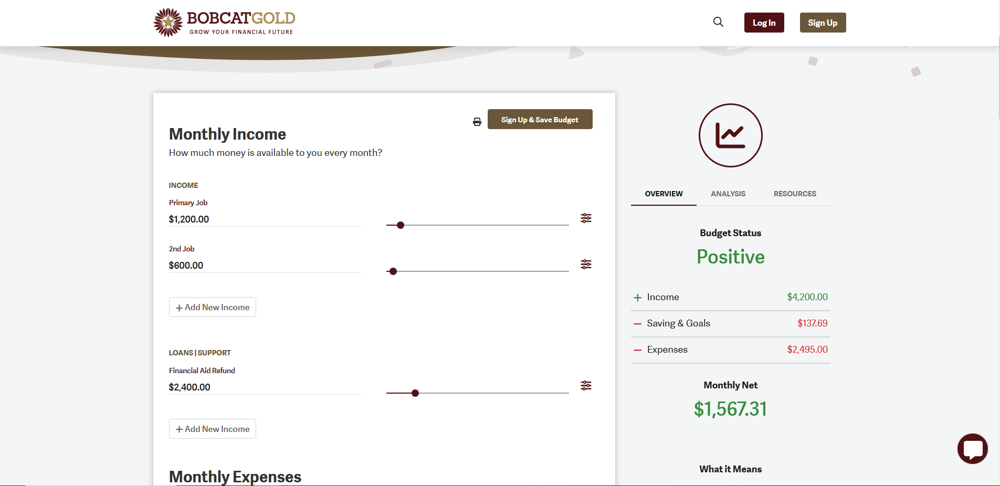 BOBCATGOLD
GROW YOUR FINANCIAL FUTURE
Log In
Sign Up
Sign Up & Save Budget
Monthly Income
How much money is available to you every month?
INCOME
Primary Job
$1,200.00
2nd Job
$600.00
+ Add New Income
LOANS | SUPPORT
Financial Aid Refund
$2,400.00
+ Add New Income
Monthly Expenses
OVERVIEW ANALYSIS RESOURCES
Budget Status
Positive
+ Income $4,200.00
− Saving & Goals $137.69
− Expenses $2,495.00
Monthly Net
$1,567.31
What it Means